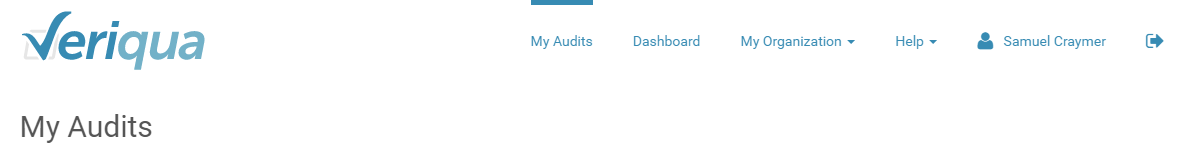 Veriqua
My Audits Dashboard My Organization Help Samuel Craymer
My Audits